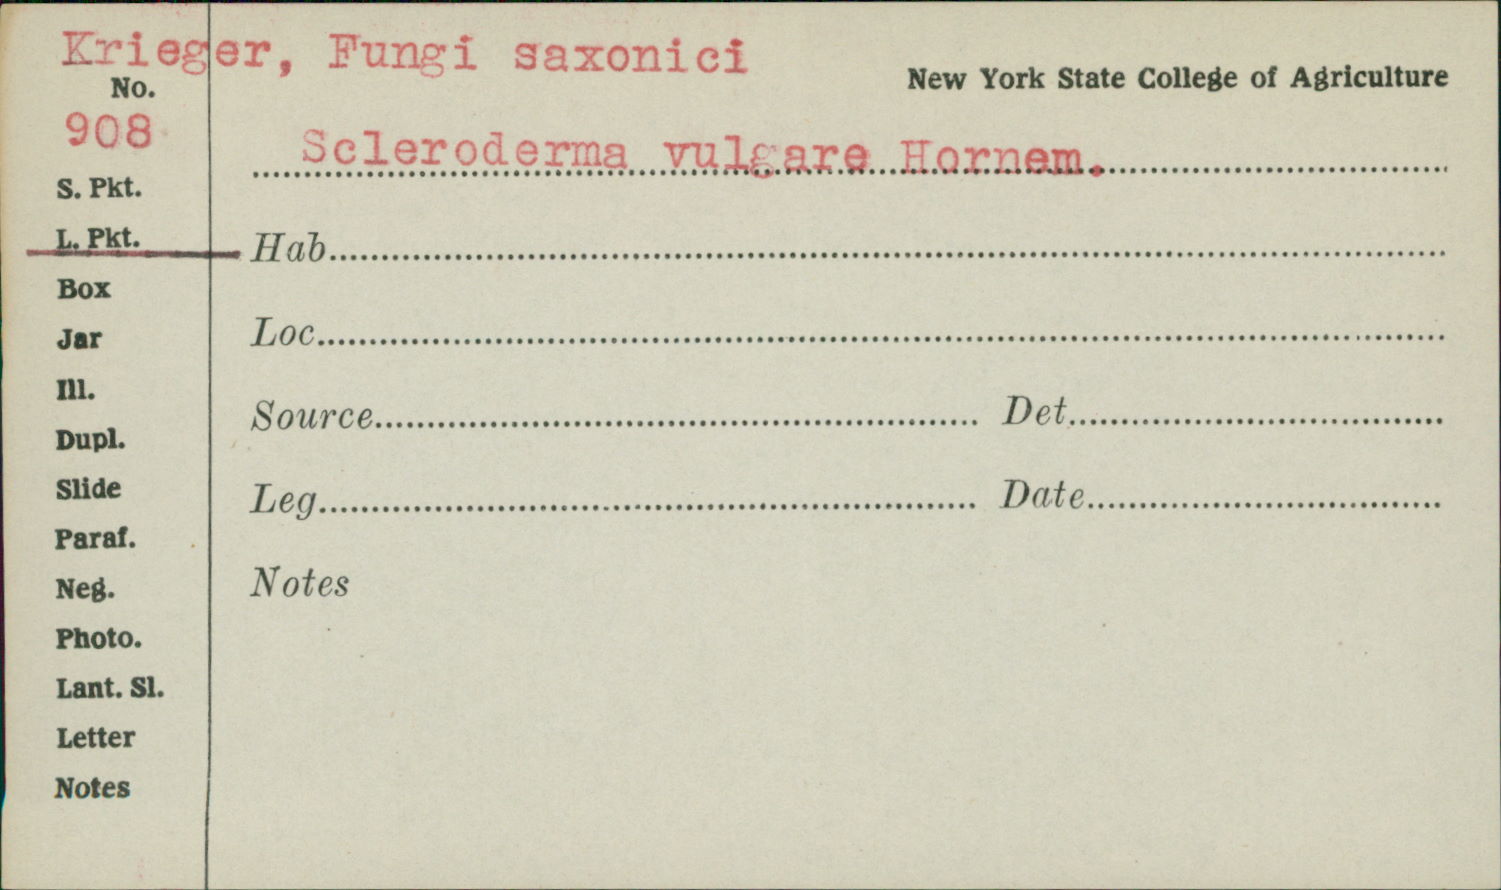 Krieger, Fungi saxonici
New York State College of Agriculture
No.
908
Scleroderma vulgare Hornem.
S. Pkt.
L. Pkt.
Hab.
Box
Loc.
Jar
Ill.
Source
Det.
Dupl.
Slide
Leg.
Date
Paraf.
Neg.
Notes
Photo.
Lant. Sl.
Letter
Notes